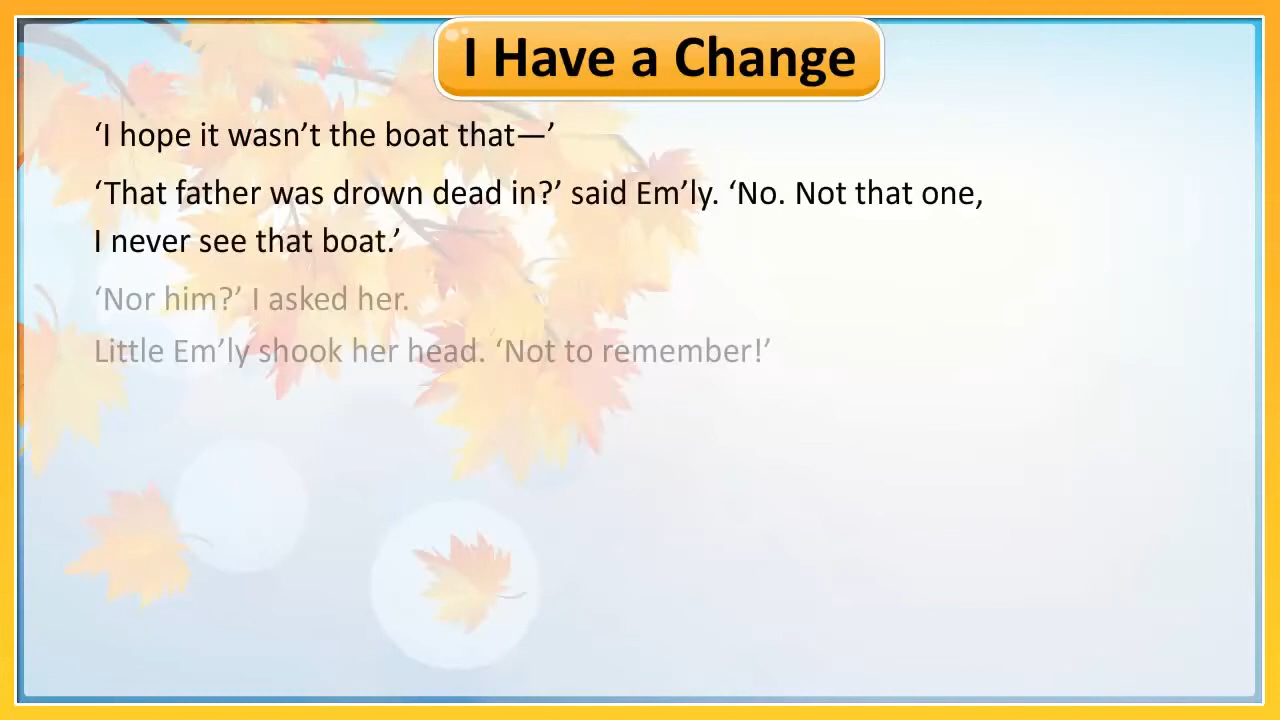 I Have a Change
‘I hope it wasn’t the boat that—’
‘That father was drown dead in?’ said Em’ly. ‘No. Not that one,
I never see that boat.’
‘Nor him?’ I asked her.
Little Em’ly shook her head. ‘Not to remember!’